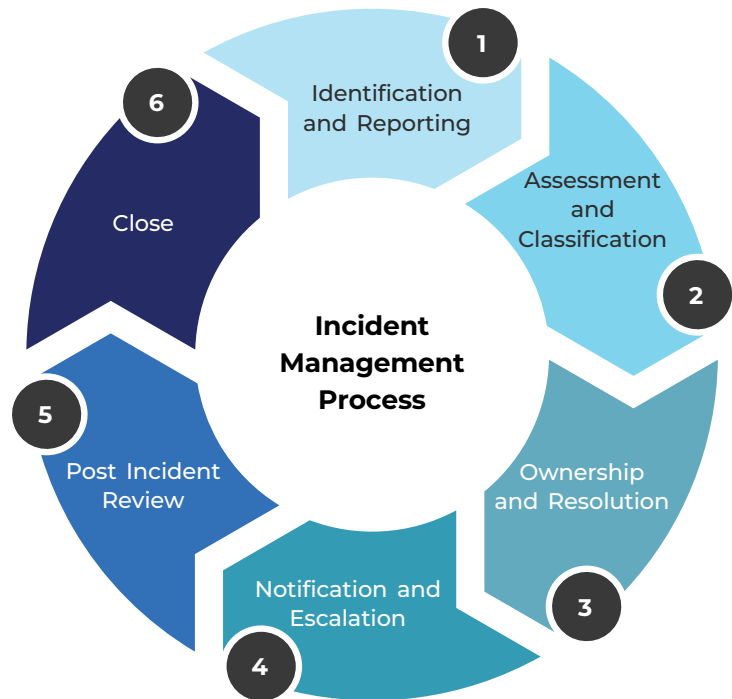 1
Identification
and Reporting
2
Assessment
and
Classification
3
Ownership
and Resolution
4
Notification and
Escalation
5
Post Incident
Review
6
Close
Incident
Management
Process